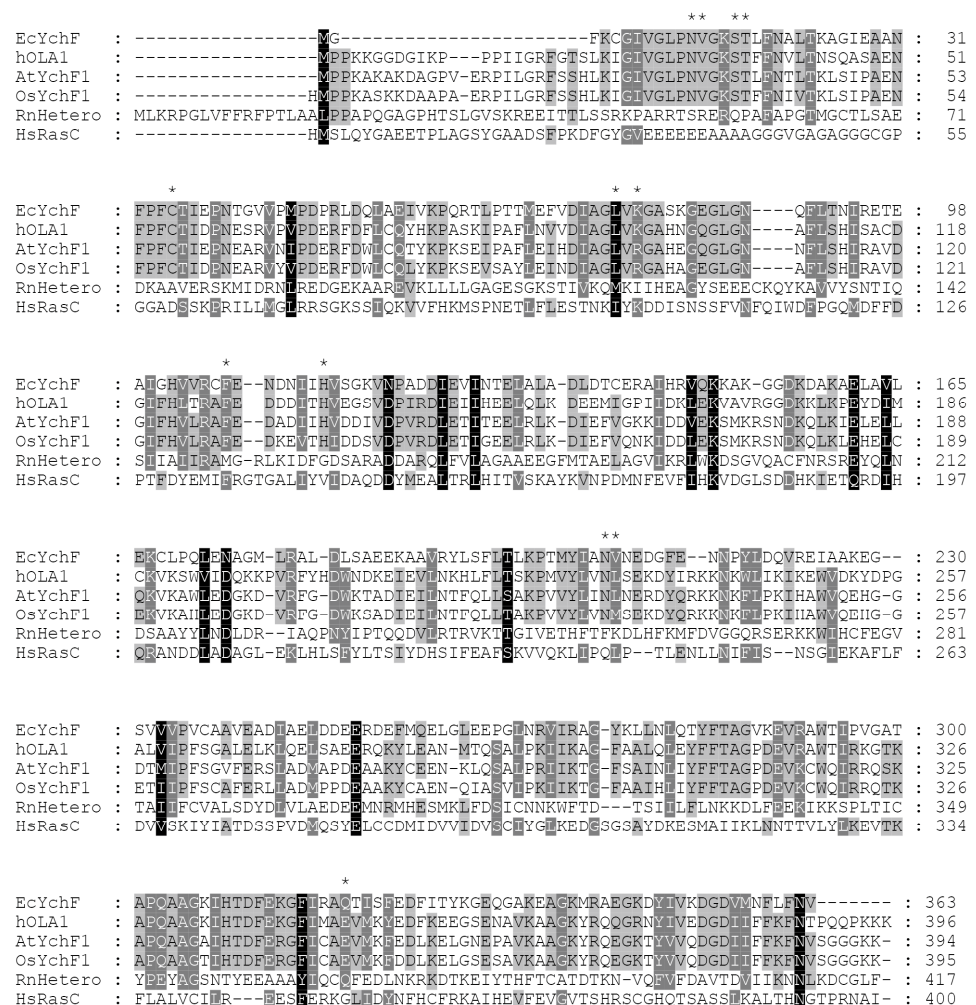 ** **
EcYchF : -----------------MG-----------------------FKCGIVGLPNVGKSTLFNALTKAGIEAAN : 31
hOLA1 : -----------------MPPKKGGDGIKP--PPIIGRFGTSLKIGIVGLPNVGKSTFFNVLTNSQASAEN : 51
AtYchF1 : -----------------MPPKAKAKDAGPV-ERPILGRFSSHLKIGIVGLPNVGKSTLFNTLTKLSIPAEN : 53
OsYchF1 : ----------------HMPPKASKKDAAPA-ERPILGRFSSHLKIGIVGLPNVGKSTFFNIVTKLSIPAEN : 54
RnHetero : MLKRPGLVFFRFPTLAALPPAPQGAGPHTSLGVSKREEITTLSSRKPARRTSRERQPAFAPGTMGCTLSAE : 71
HsRasC : ----------------HMSLQYGAEETPLAGSYGAADSFPKDFGYGVEEEEEEAAAAGGGVGAGAGGGCGP : 55
* * *
EcYchF : FPFCTIEPNTGVVPMPDPRLDQLAEIVKPQRTLPTTMEFVDIAGLVKGASKGEGLGN----QFLTNIRETE : 98
hOLA1 : FPFCTIDPNESRVPVPDERFDFLCQYHKPASKIPAFLNVVDIAGLVKGAHNGQGLGN----AFLSHISACD : 118
AtYchF1 : FPFCTIEPNEARVNIPDERFDWLCQTYKPKSEIPAFLEIHDIAGLVRGAHEGQGLGN----NFLSHIRAVD : 120
OsYchF1 : FPFCTIDPNEARVYVPDERFDWLCQLYKPKSEVSAYLEINDIAGLVRGAHAGEGLGN----AFLSHIRAVD : 121
RnHetero : DKAAVERSKMIDRNLREDGEKAAREVKLLLLGAGESGKSTIVKQMKIIHEAGYSEEECKQYKAVVYSNTIQ : 142
HsRasC : GGADSSKPRILLMGLRRSGKSSIQKVVFHKMSPNETLFLESTNKIYKDDISNSSFVNFQIWDFPGQMDFFD : 126
* *
EcYchF : AIGHVVRCFE--NDNIIHVSGKVNPADDIEVINTELALA-DLDTCERAIHRVQKKAK-GGDKDAKAELAVL : 165
hOLA1 : GIFHLTRAFE--DDDITHVEGSVDPIRDIEIIHEELQLK-DEEMIGPIIDKLEKVAVRGGDKKLKPEYDIM : 186
AtYchF1 : GIFHVLRAFE--DADIIHVDDIVDPVRDLETITEELRLK-DIEFVGKKIDDVEKSMKRSNDKQLKIELELL : 188
OsYchF1 : GIFHVLRAFE--DKEVTHIDDSVDPVRDLETIGEELRLK-DIEFVQNKIDDLEKSMKRSNDKQLKLEHELC : 189
RnHetero : SIIAIIRAMG-RLKIDFGDSARADDARQLFVLAGAAEEGFMTAELAGVIKRLWKDSGVQACFNRSREYQLN : 212
HsRasC : PTFDYEMIFRGTGALIYVIDAQDDYMEALTRLHITVSKAYKVNPDMNFEVFIHKVDGLSDDHKIETQRDIH : 197
**
EcYchF : EKCLPQLENAGM-LRAL-DLSAEEKAAVRYLSFLTLKPTMYIANVNEDGFE--NNPYLDQVREIAAKEG-- : 230
hOLA1 : CKVKSWVIDQKKPVRFYHDWNDKEIEVLNKHLFLTSKPMVYLVNLSEKDYIRKKNKWLIKIKEWVDKYDPG : 257
AtYchF1 : QKVKAWLEDGKD-VRFG-DWKTADIEILNTFQLLSAKPVVYLINLNERDYQRKKNKFLPKIHAWVQEHG-G : 256
OsYchF1 : EKVKAHLEDGKD-VRFG-DWKSADIEILNTFQLLTAKPVVYLVNMSEKDYQRKKNKFLPKIHAWVQEHG-G : 257
RnHetero : DSAAYYLNDLDR--IAQPNYIPTQQDVLRTRVKTTGIVETHFTFKDLHFKMFDVGGQRSERKKWIHCFEGV : 281
HsRasC : QRANDDLADAGL-EKLHLSFYLTSIYDHSIFEAFSKVVQKLIPQLP--TLENLLNIFIS--NSGIEKAFLF : 263
EcYchF : SVVVPVCAAVEADIAELDDEERDEFMQELGLEEPGLNRVIRAG-YKLLNLQTYFTAGVKEVRAWTIPVGAT : 300
hOLA1 : ALVIPFSGALELKLQELSAEERQKYLEAN-MTQSALPKIIKAG-FAALQLEYFFTAGPDEVRAWTIRKGTK : 326
AtYchF1 : DTMIPFSGVFERSLADMAPDEAAKYCEEN-KLQSALPRIIKTG-FSAINLIYFFTAGPDEVKCWQIRRQSK : 325
OsYchF1 : ETIIPFSCAFERLLADMPPDEAAKYCAEN-QIASVIPKIIKTG-FAAIHLIYFFTAGPDEVKCWQIRRQTK : 326
RnHetero : TAIIFCVALSDYDLVLAEDEEMNRMHESMKLFDSICNNKWFTD---TSIILFLNKKDLFEEKIKKSPLTIC : 349
HsRasC : DVVSKIYIATDSSPVDMQSYELCCDMIDVVIDVSCIYGLKEDGSGSAYDKESMAIIKLNNTTVLYLKEVTK : 334
*
EcYchF : APQAAGKIHTDFEKGFIRAQTISFEDFITYKGEQGAKEAGKMRAEGKDYIVKDGDVMNFLFNV------- : 363
hOLA1 : APQAAGKIHTDFEKGFIMAEVMKYEDFKEEGSENAVKAAGKYRQQGRNYIVEDGDIIFFKFNTPQQPKKK : 396
AtYchF1 : APQAAGAIHTDFERGFICAEVMKFEDLKELGNEPAVKAAGKYRQEGKTYVVQDGDIIFFKFNVSGGGKK- : 394
OsYchF1 : APQAAGTIHTDFERGFICAEVMKFDDLKELGSESAVKAAGKYRQEGKTYVVQDGDIIFFKFNVSGGGKK- : 395
RnHetero : YPEYAGSNTYEEAAAYIQCQFEDLNKRKDTKEIYTHFTCATDTKN-VQFVFDAVTDVIIKNNLKDCGLF- : 417
HsRasC : FLALVCILR---EESFERKGLIDYNFHCFRKAIHEVFEVGVTSHRSCGHQTSASSLKALTHNGTPRNAI- : 400